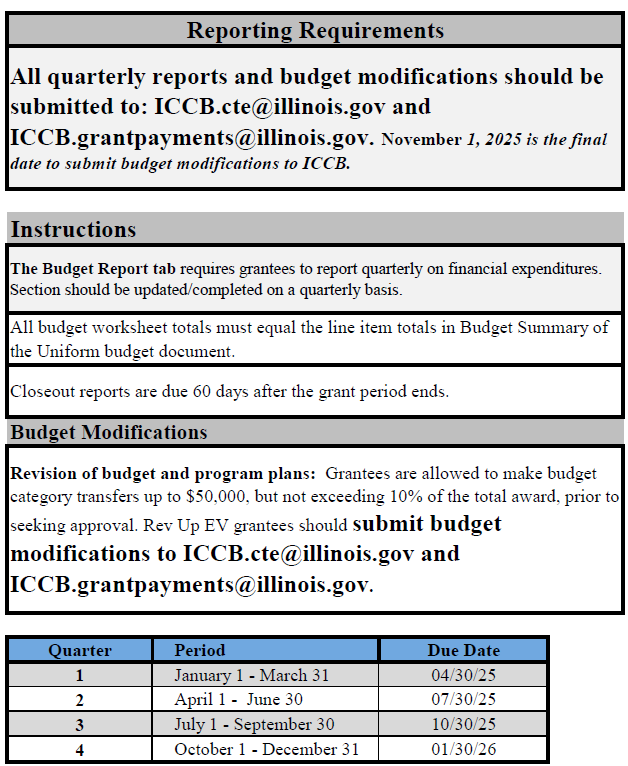 Reporting Requirements
All quarterly reports and budget modifications should be
submitted to: ICCB.cte@illinois.gov and
ICCB.grantpayments@illinois.gov. November 1, 2025 is the final
date to submit budget modifications to ICCB.
Instructions
The Budget Report tab requires grantees to report quarterly on financial expenditures.
Section should be updated/completed on a quarterly basis.
All budget worksheet totals must equal the line item totals in Budget Summary of
the Uniform budget document.
Closeout reports are due 60 days after the grant period ends.
Budget Modifications
Revision of budget and program plans:  Grantees are allowed to make budget
category transfers up to $50,000, but not exceeding 10% of the total award, prior to
seeking approval. Rev Up EV grantees should submit budget
modifications to ICCB.cte@illinois.gov and
ICCB.grantpayments@illinois.gov.
Quarter Period Due Date
1 January 1 - March 31 04/30/25
2 April 1 -  June 30 07/30/25
3 July 1 - September 30 10/30/25
4 October 1 - December 31 01/30/26